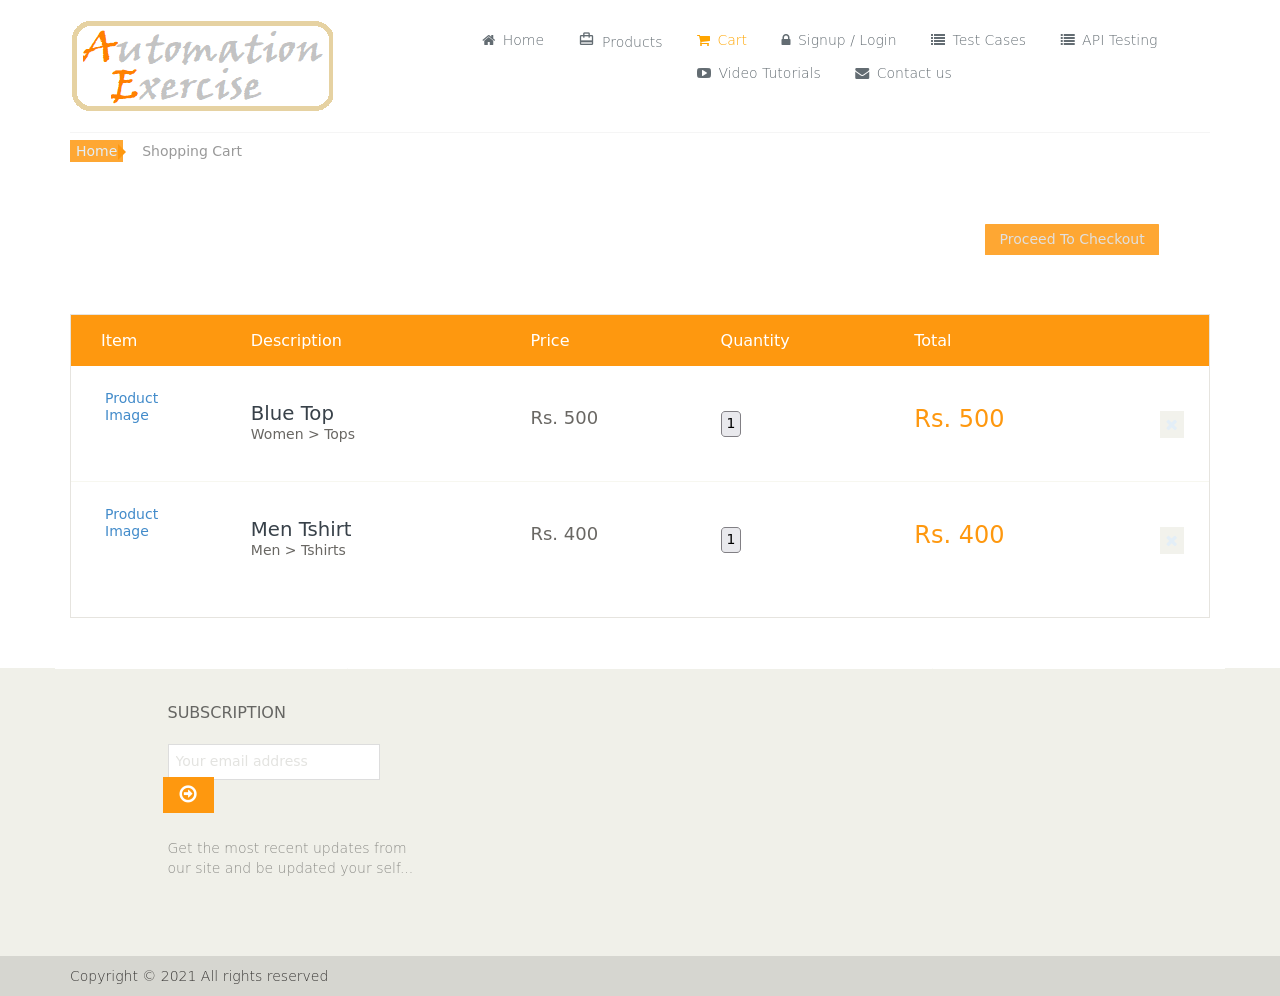 Automation
Exercise
Home
Products
Cart
Signup / Login
Test Cases
API Testing
Video Tutorials
Contact us
Home
Shopping Cart
Proceed To Checkout
Item Description Price Quantity Total
Product
Image
Blue Top
Women > Tops
Rs. 500
1
Rs. 500
Product
Image
Men Tshirt
Men > Tshirts
Rs. 400
1
Rs. 400
SUBSCRIPTION
Your email address
Get the most recent updates from
our site and be updated your self...
Copyright © 2021 All rights reserved